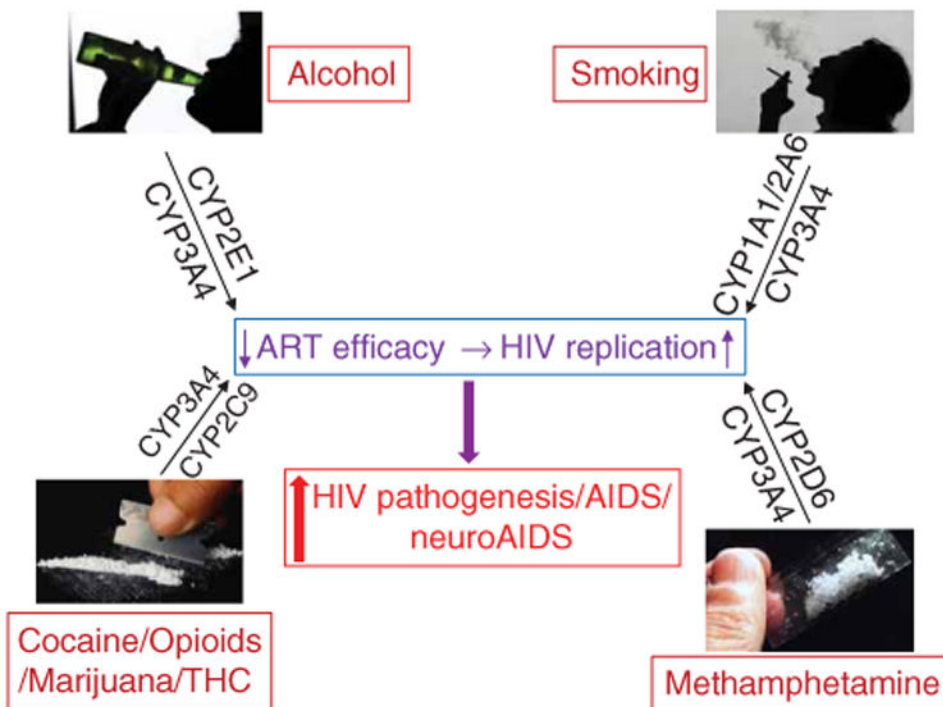 Alcohol
Smoking
CYP2E1
CYP3A4
CYP1A1/2A6
CYP3A4
↓ ART efficacy → HIV replication ↑
CYP3A4
CYP2C9
CYP2D6
CYP3A4
HIV pathogenesis/AIDS/
neuroAIDS
Cocaine/Opioids
/Marijuana/THC
Methamphetamine